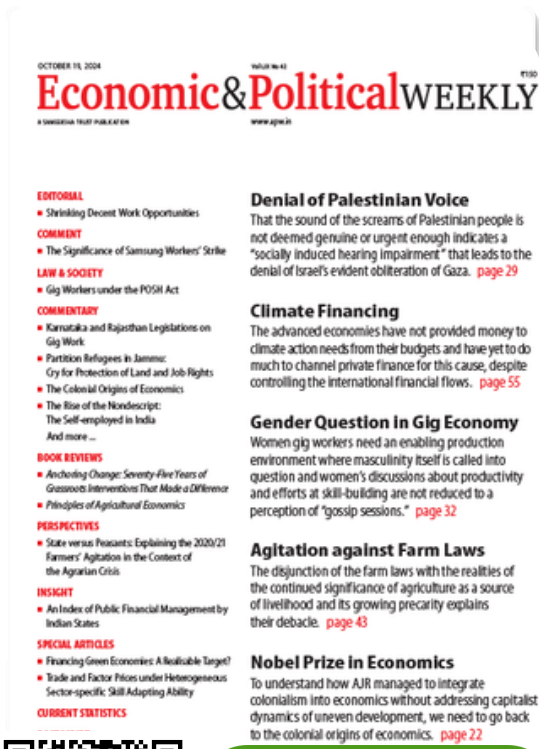 OCTOBER 19, 2024
Vol LIX No 42
₹150
Economic&PoliticalWEEKLY
A SAMEEKSHA TRUST PUBLICATION
www.epw.in
EDITORIAL
Shrinking Decent Work Opportunities
COMMENT
The Significance of Samsung Workers' Strike
LAW & SOCIETY
Gig Workers under the POSH Act
COMMENTARY
Karnataka and Rajasthan Legislations on
Gig Work
Partition Refugees in Jammu:
Cry for Protection of Land and Job Rights
The Colonial Origins of Economics
The Rise of the Nondescript:
The Self-employed in India
And more ...
BOOK REVIEWS
Anchoring Change: Seventy-Five Years of
Grassroots Interventions That Made a Difference
Principles of Agricultural Economics
PERSPECTIVES
State versus Peasants: Explaining the 2020/21
Farmers' Agitation in the Context of
the Agrarian Crisis
INSIGHT
An Index of Public Financial Management by
Indian States
SPECIAL ARTICLES
Financing Green Economies: A Realisable Target?
Trade and Factor Prices under Heterogeneous
Sector-specific Skill Adapting Ability
CURRENT STATISTICS
Denial of Palestinian Voice
That the sound of the screams of Palestinian people is
not deemed genuine or urgent enough indicates a
"socially induced hearing impairment" that leads to the
denial of Israel's evident obliteration of Gaza. page 29
Climate Financing
The advanced economies have not provided money to
climate action needs from their budgets and have yet to do
much to channel private finance for this cause, despite
controlling the international financial flows. page 55
Gender Question in Gig Economy
Women gig workers need an enabling production
environment where masculinity itself is called into
question and women's discussions about productivity
and efforts at skill-building are not reduced to a
perception of "gossip sessions." page 32
Agitation against Farm Laws
The disjunction of the farm laws with the realities of
the continued significance of agriculture as a source
of livelihood and its growing precarity explains
their debacle. page 43
Nobel Prize in Economics
To understand how AJR managed to integrate
colonialism into economics without addressing capitalist
dynamics of uneven development, we need to go back
to the colonial origins of economics. page 22